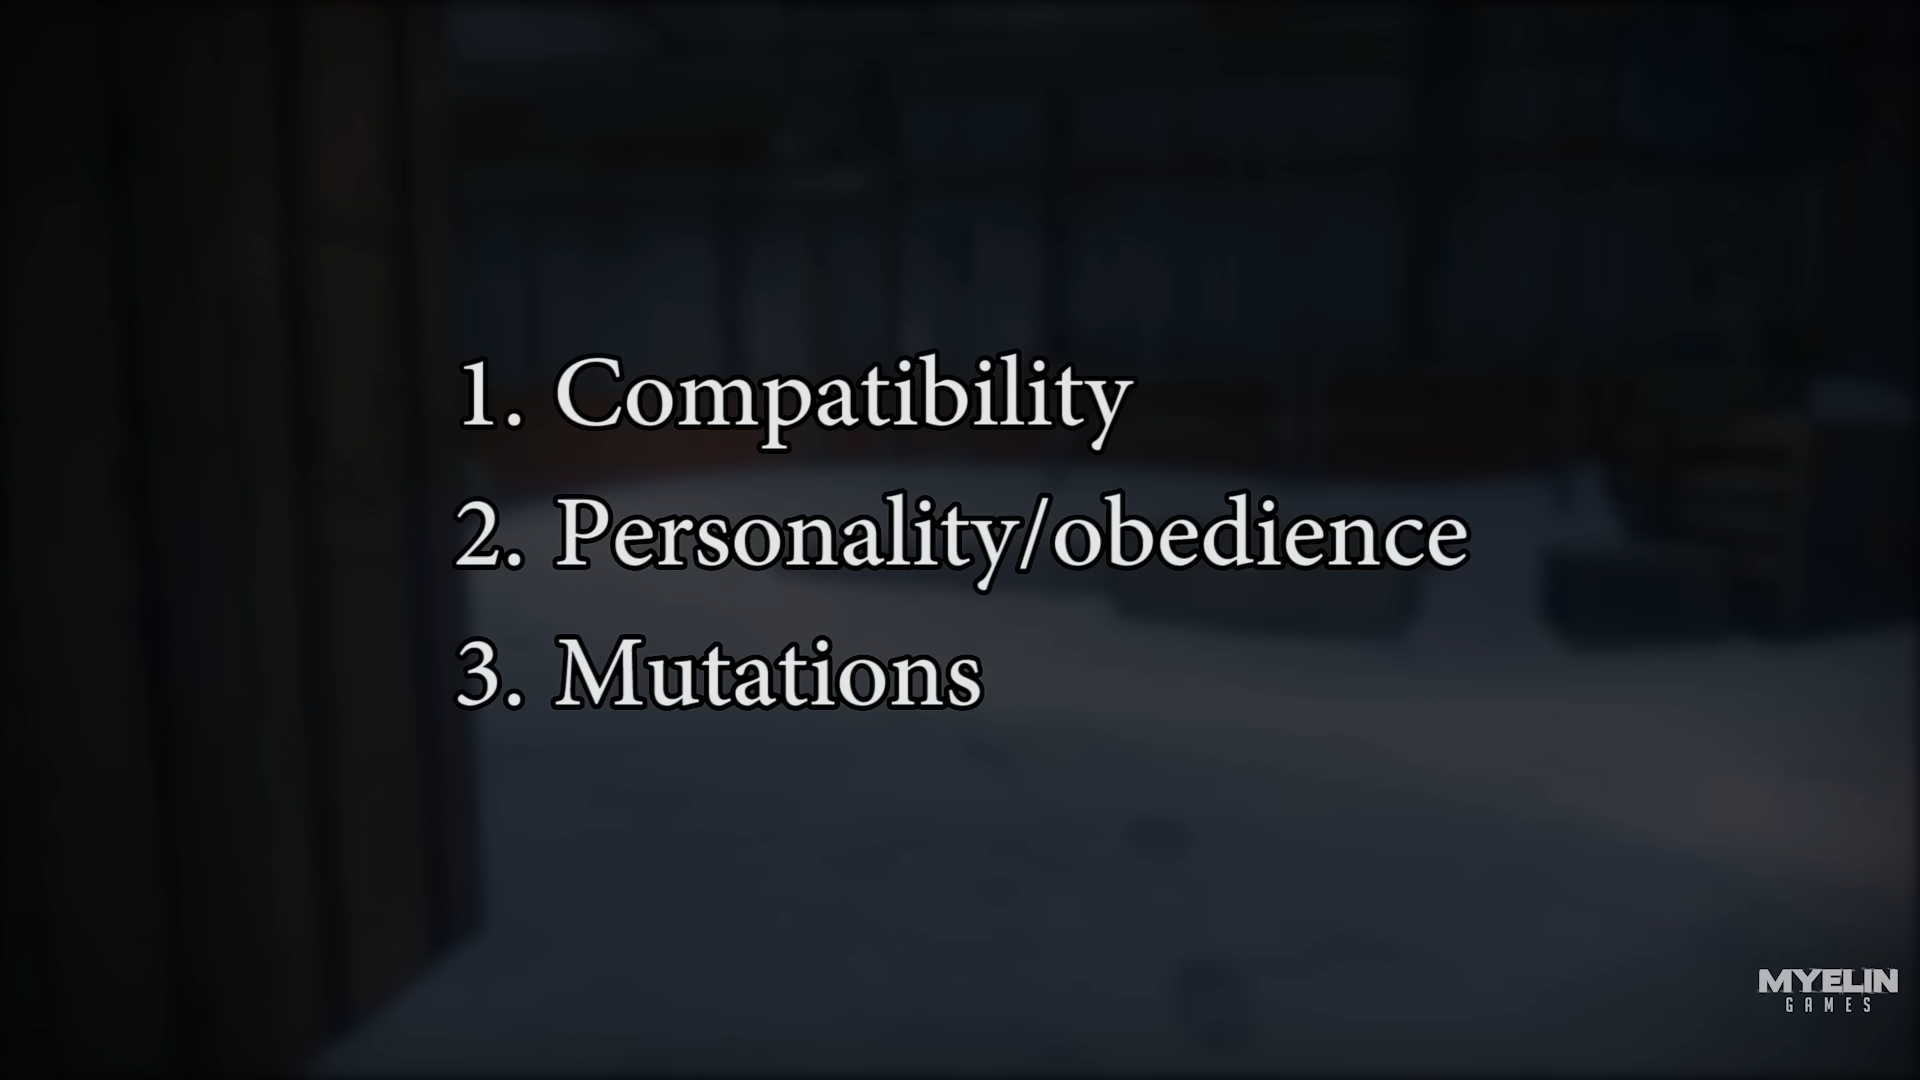 1. Compatibility
2. Personality/obedience
3. Mutations
MYELIN
GAMES